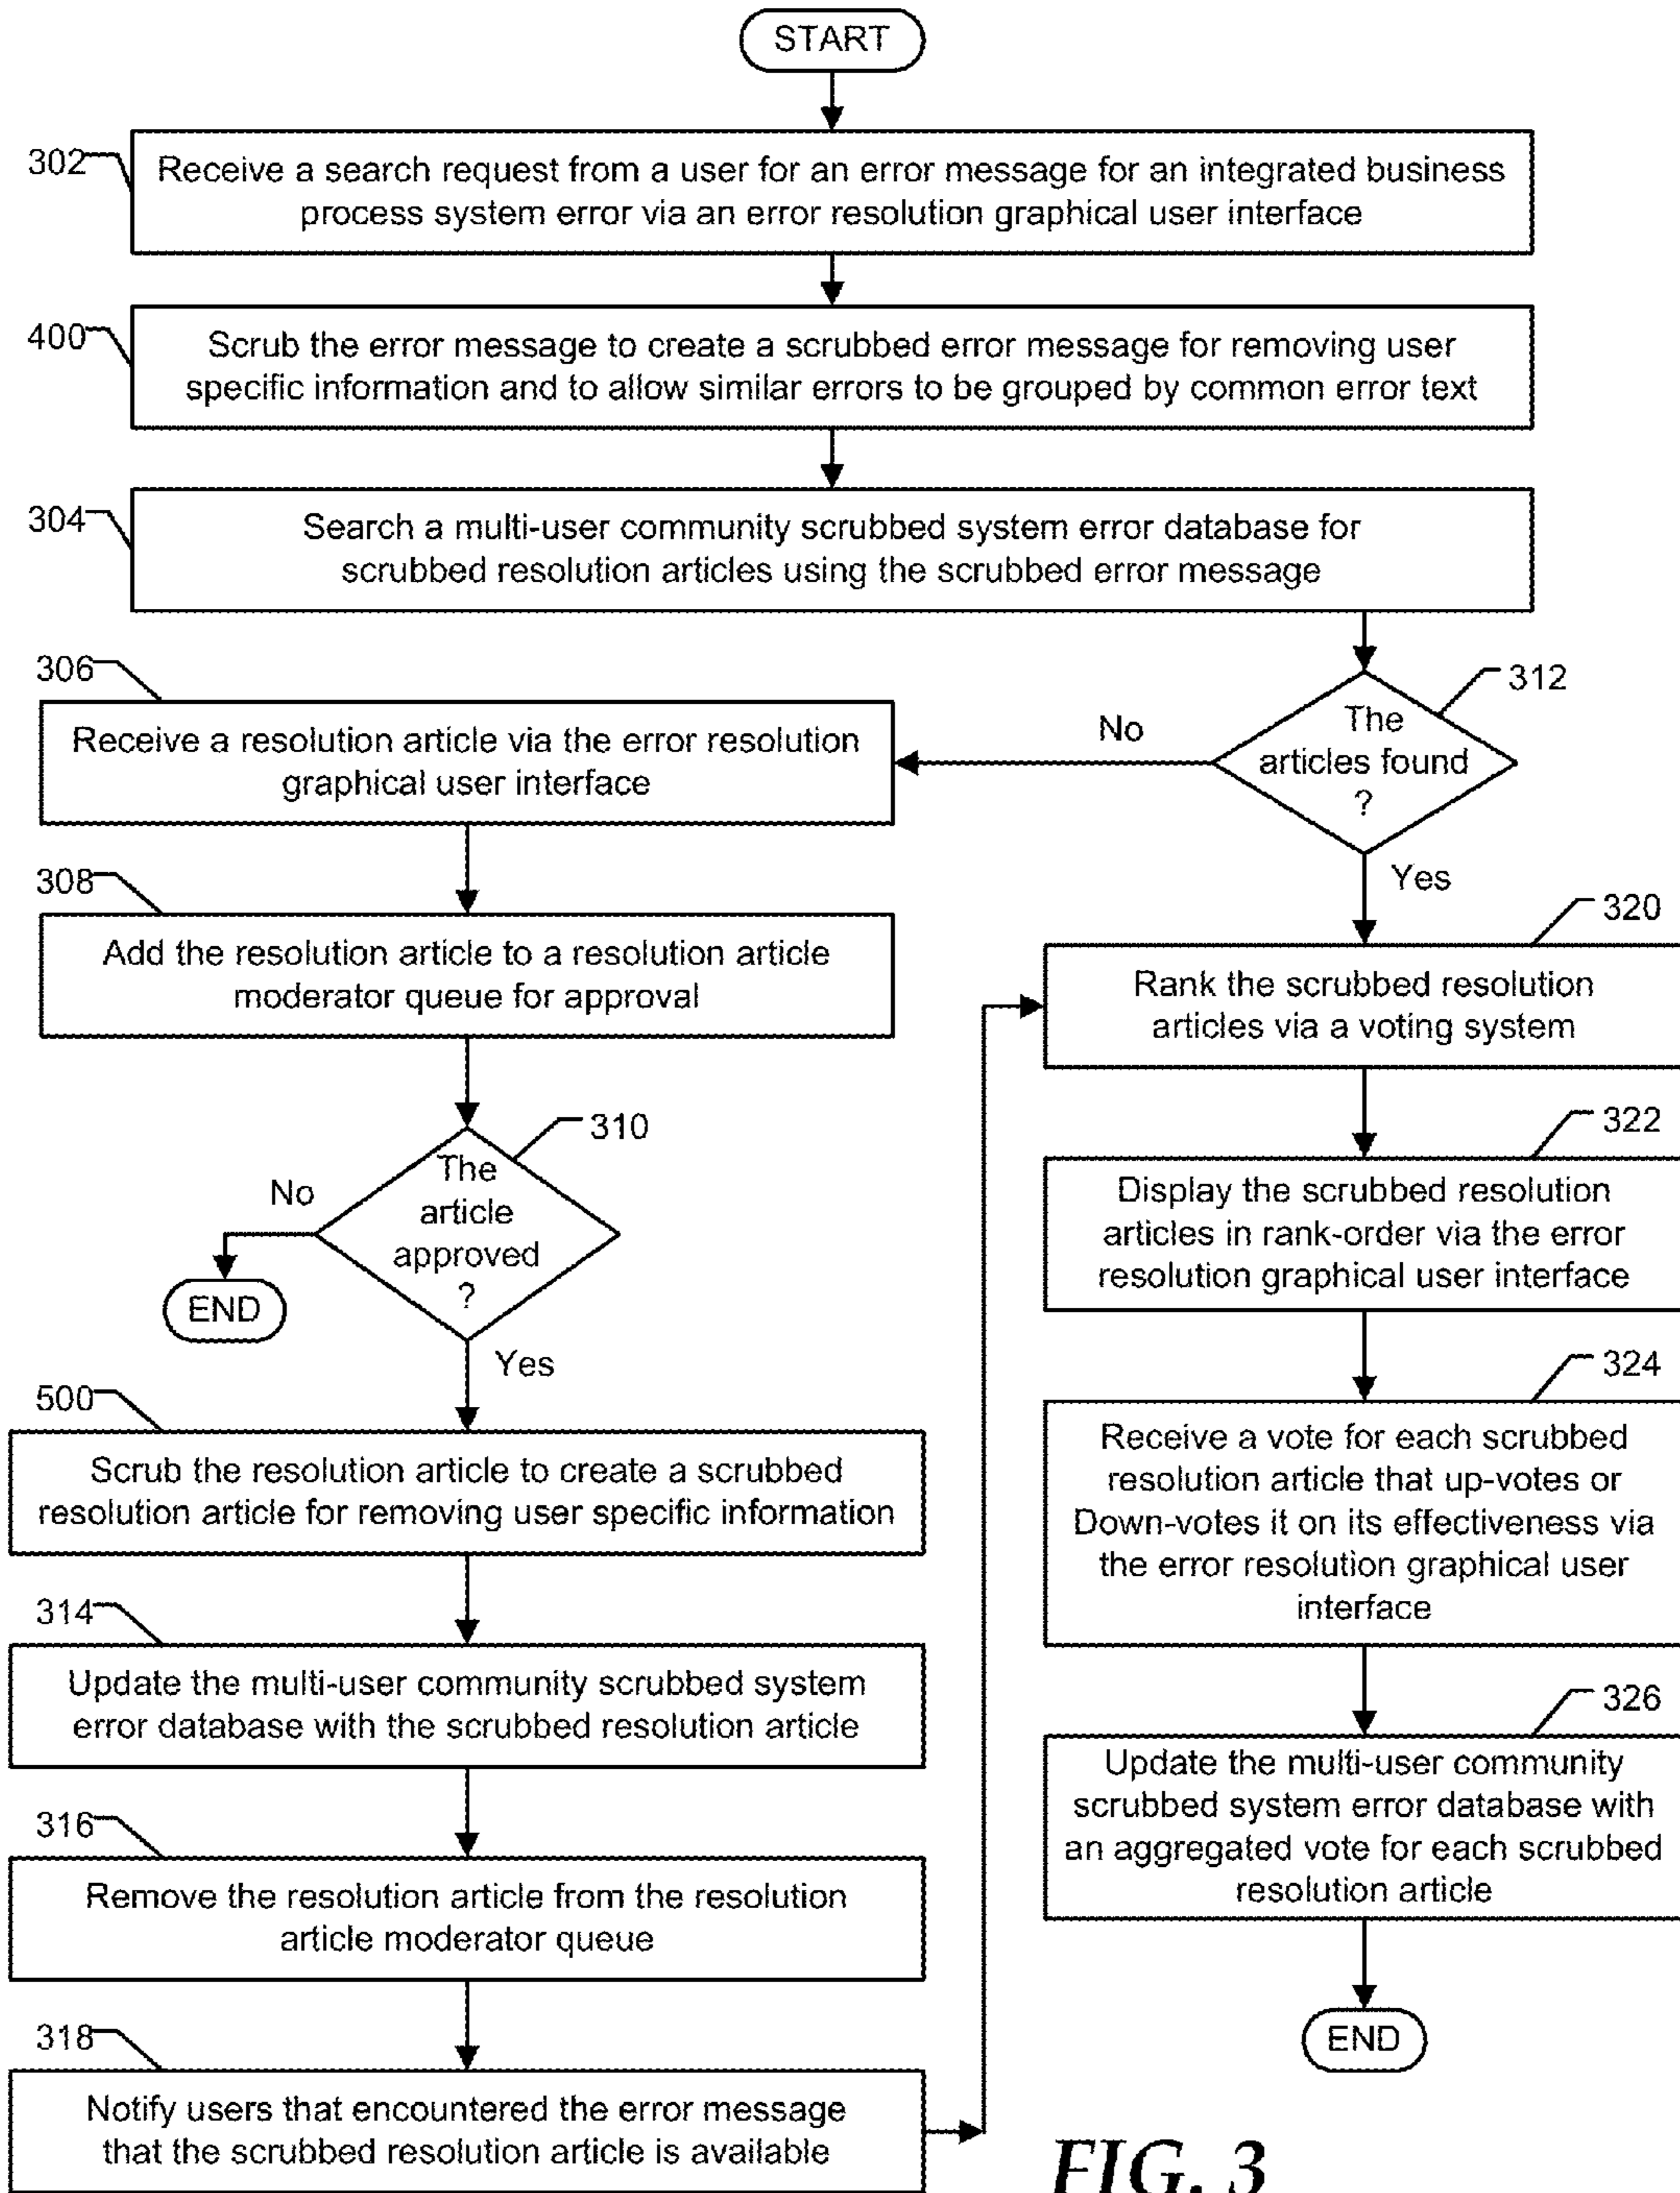 START
302
Receive a search request from a user for an error message for an integrated business
process system error via an error resolution graphical user interface
400
Scrub the error message to create a scrubbed error message for removing user
specific information and to allow similar errors to be grouped by common error text
304
Search a multi-user community scrubbed system error database for
scrubbed resolution articles using the scrubbed error message
312
The
articles found
?
No
Yes
306
Receive a resolution article via the error resolution
graphical user interface
308
Add the resolution article to a resolution article
moderator queue for approval
310
The
article
approved
?
No
END
Yes
500
Scrub the resolution article to create a scrubbed
resolution article for removing user specific information
314
Update the multi-user community scrubbed system
error database with the scrubbed resolution article
316
Remove the resolution article from the resolution
article moderator queue
318
Notify users that encountered the error message
that the scrubbed resolution article is available
320
Rank the scrubbed resolution
articles via a voting system
322
Display the scrubbed resolution
articles in rank-order via the error
resolution graphical user interface
324
Receive a vote for each scrubbed
resolution article that up-votes or
Down-votes it on its effectiveness via
the error resolution graphical user
interface
326
Update the multi-user community
scrubbed system error database with
an aggregated vote for each scrubbed
resolution article
END
FIG. 3